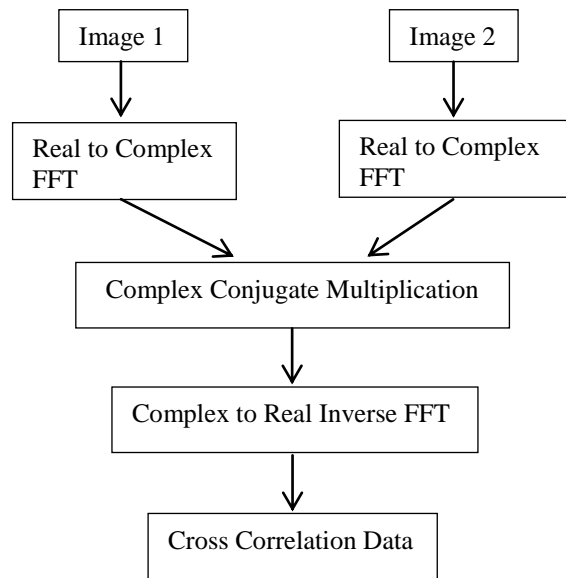 Image 1
Image 2
Real to Complex
FFT
Real to Complex
FFT
Complex Conjugate Multiplication
Complex to Real Inverse FFT
Cross Correlation Data